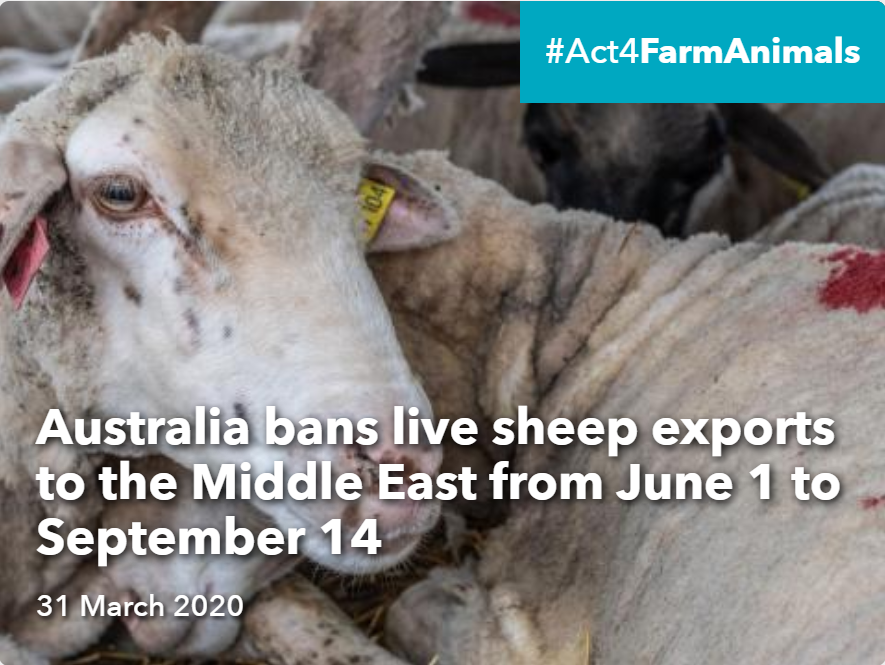 #Act4FarmAnimals
104
Australia bans live sheep exports
to the Middle East from June 1 to
September 14
31 March 2020